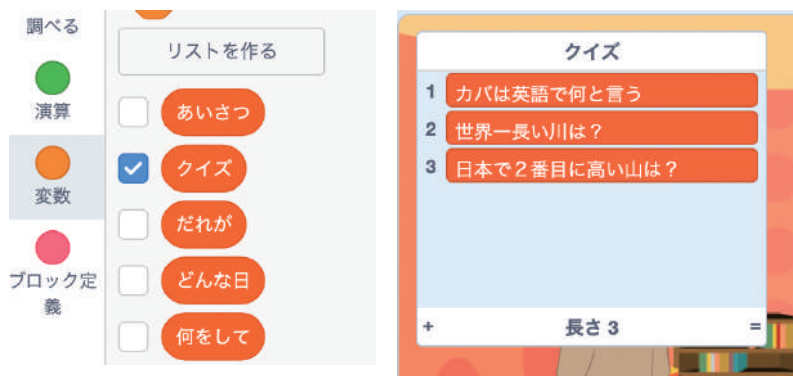 調べる
演算
変数
ブロック定
義
リストを作る
あいさつ
クイズ
だれが
どんな日
何をして
クイズ
1 カバは英語で何と言う
2 世界一長い川は？
3 日本で２番目に高い山は？
+ 長さ 3 =